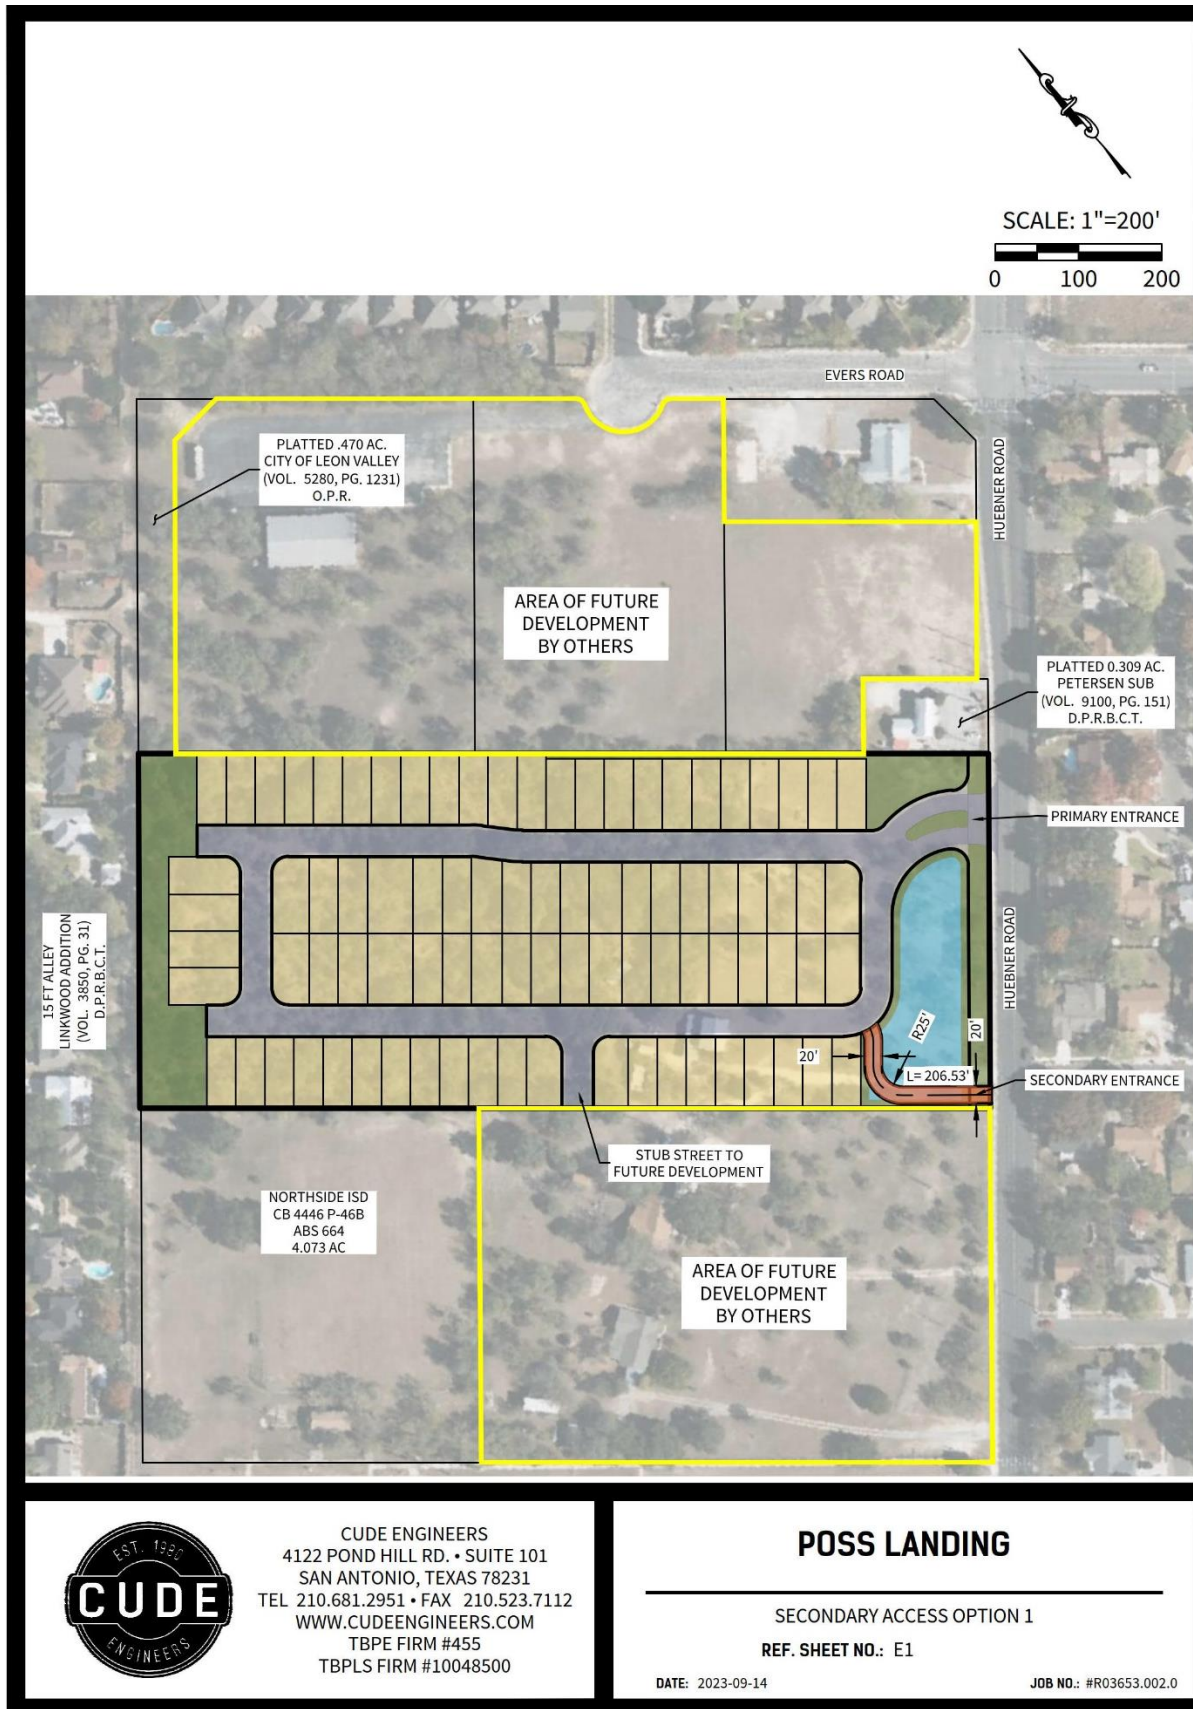 SCALE: 1"=200'
0 100 200
EVERS ROAD
PLATTED .470 AC.
CITY OF LEON VALLEY
(VOL. 5280, PG. 1231)
O.P.R.
HUEBNER ROAD
AREA OF FUTURE
DEVELOPMENT
BY OTHERS
PLATTED 0.309 AC.
PETERSEN SUB
(VOL. 9100, PG. 151)
D.P.R.B.C.T.
PRIMARY ENTRANCE
15 FT ALLEY
LINKWOOD ADDITION
(VOL. 3850, PG. 31)
D.P.R.B.C.T.
HUEBNER ROAD
R25'
20'
20'
L= 206.53'
SECONDARY ENTRANCE
STUB STREET TO
FUTURE DEVELOPMENT
NORTHSIDE ISD
CB 4446 P-46B
ABS 664
4.073 AC
AREA OF FUTURE
DEVELOPMENT
BY OTHERS
EST. 1980
CUDE
ENGINEERS
CUDE ENGINEERS
4122 POND HILL RD. • SUITE 101
SAN ANTONIO, TEXAS 78231
TEL 210.681.2951 • FAX 210.523.7112
WWW.CUDEENGINEERS.COM
TBPE FIRM #455
TBPLS FIRM #10048500
POSS LANDING
SECONDARY ACCESS OPTION 1
REF. SHEET NO.: E1
DATE: 2023-09-14
JOB NO.: #R03653.002.0